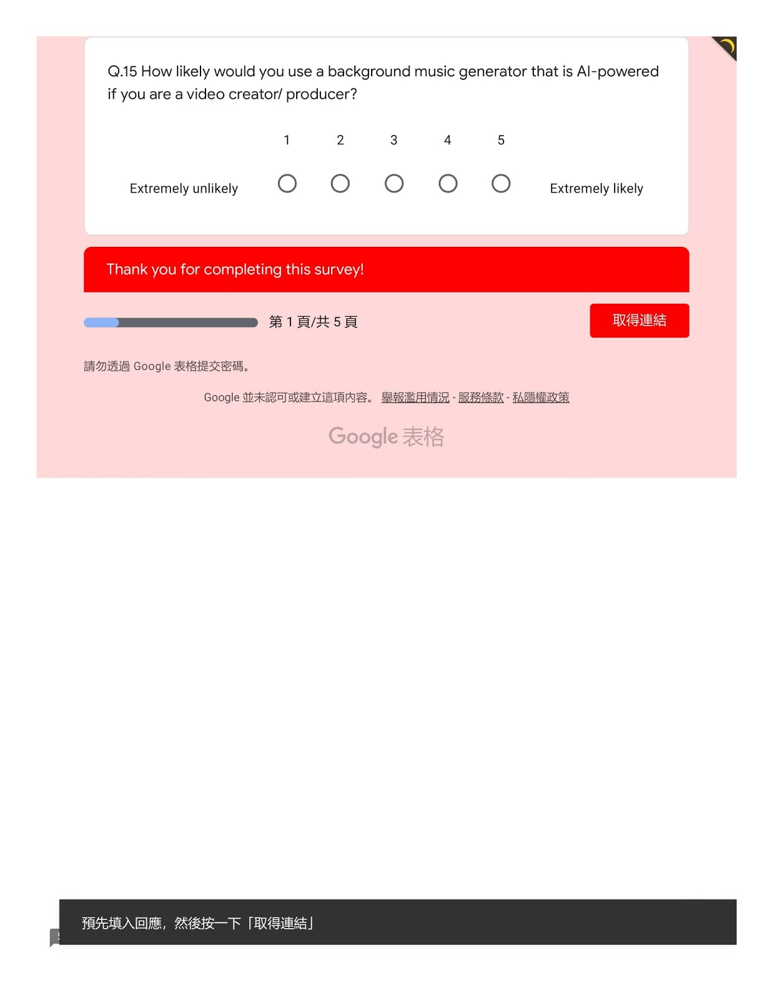 Q.15 How likely would you use a background music generator that is AI-powered
if you are a video creator/ producer?
1 2 3 4 5
Extremely unlikely Extremely likely
Thank you for completing this survey!
第 1 頁/共 5 頁 取得連結
請勿透過 Google 表格提交密碼。
Google 並未認可或建立這項內容。 舉報濫用情況 - 服務條款 - 私隱權政策
Google 表格
預先填入回應，然後按一下「取得連結」